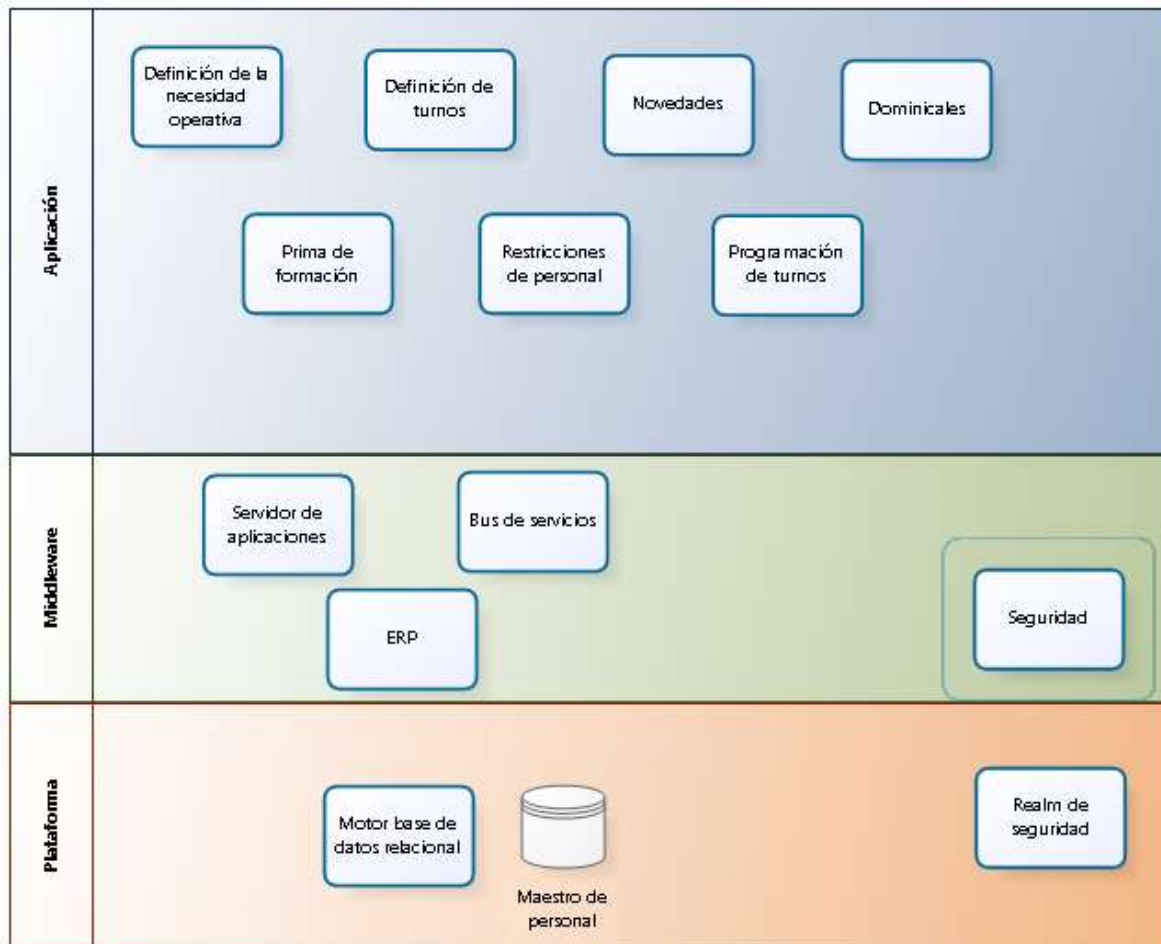 Aplicación
Definición de la
necesidad
operativa
Definición de
turnos
Novedades
Dominicales
Prima de
formación
Restricciones
de personal
Programación
de turnos
Middleware
Servidor de
aplicaciones
Bus de servicios
ERP
Seguridad
Plataforma
Motor base de
datos relacional
Maestro de
personal
Realm de
seguridad